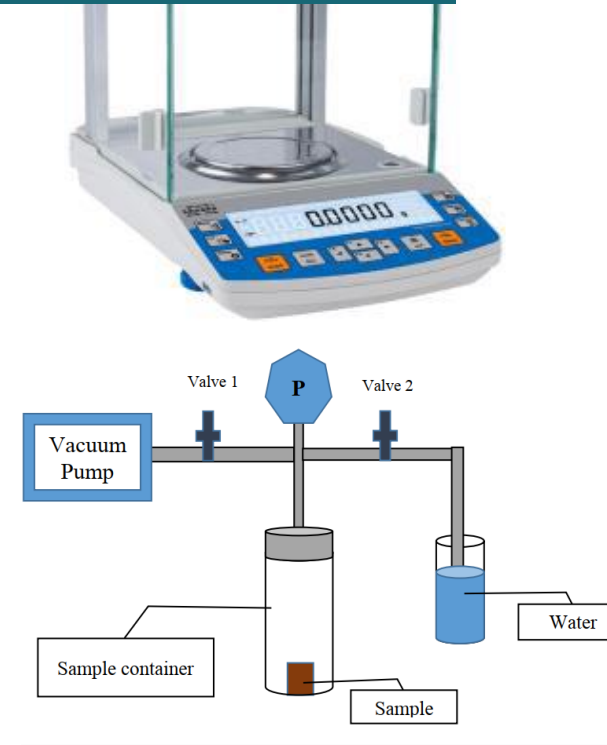 0.0000
Valve 1
P
Valve 2
Vacuum
Pump
Water
Sample container
Sample